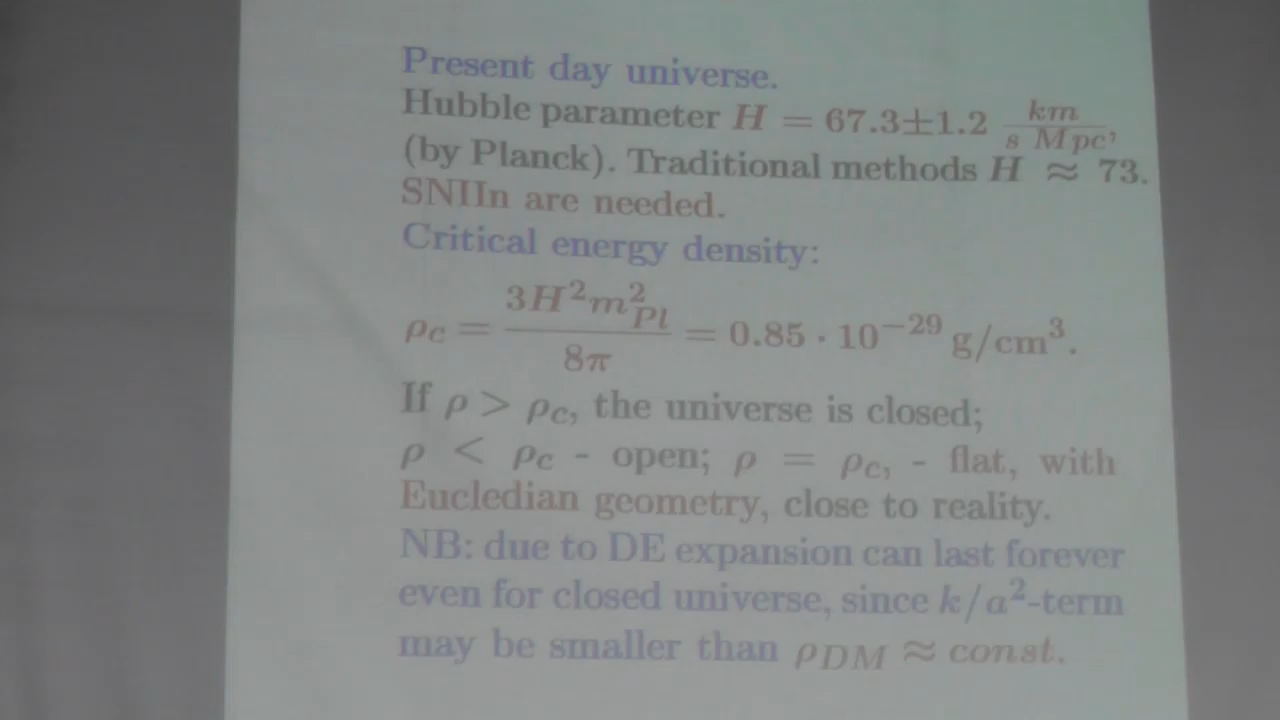 Present day universe.
Hubble parameter H = 67.3±1.2 km / s Mpc,
(by Planck). Traditional methods H ≈ 73.
SNIIn are needed.
Critical energy density:
ρc = 3H²m²Pl / 8π = 0.85 · 10⁻²⁹ g/cm³.
If ρ > ρc, the universe is closed;
ρ < ρc - open; ρ = ρc, - flat, with
Eucledian geometry, close to reality.
NB: due to DE expansion can last forever
even for closed universe, since k/a²-term
may be smaller than ρDM ≈ const.